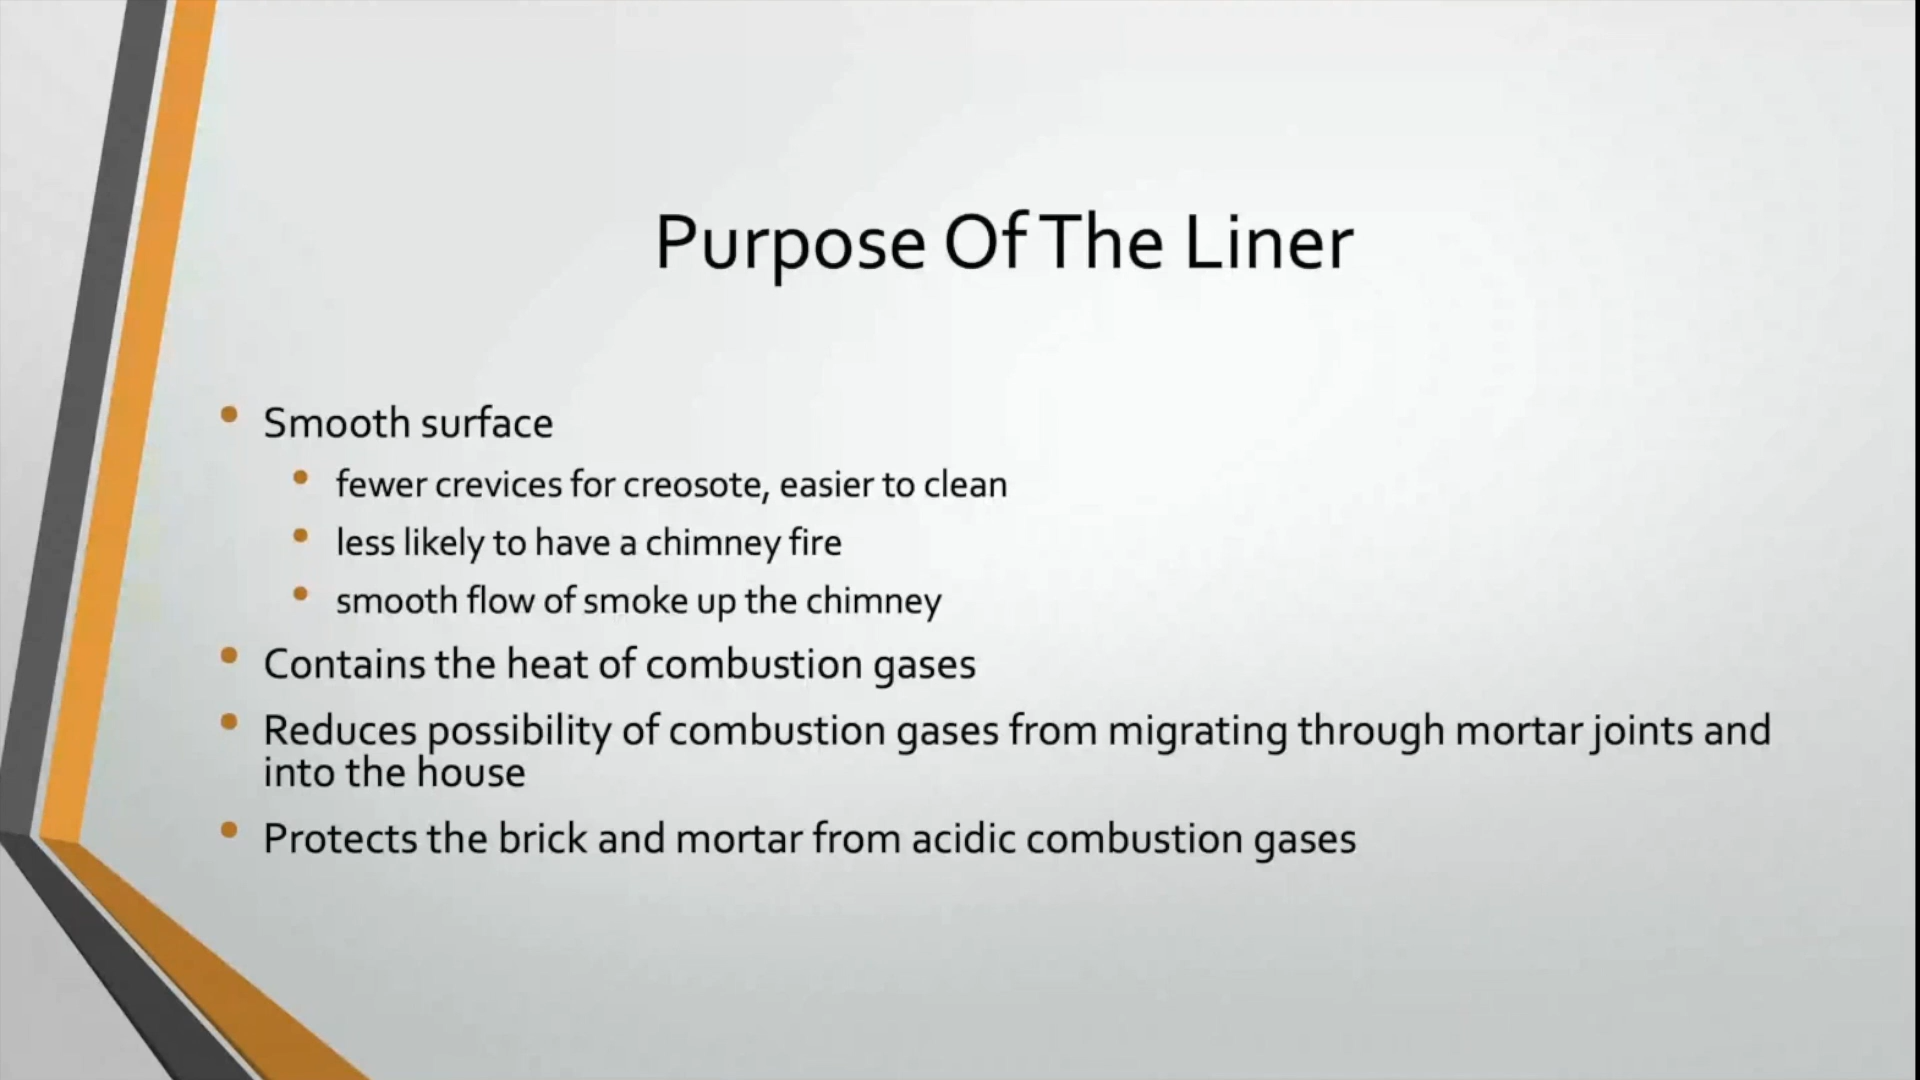 Purpose Of The Liner
• Smooth surface
• fewer crevices for creosote, easier to clean
• less likely to have a chimney fire
• smooth flow of smoke up the chimney
• Contains the heat of combustion gases
• Reduces possibility of combustion gases from migrating through mortar joints and
into the house
• Protects the brick and mortar from acidic combustion gases